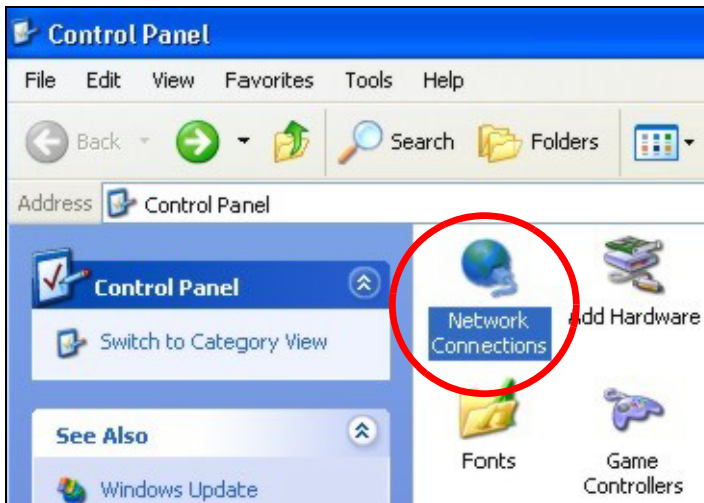 Control Panel
File Edit View Favorites Tools Help
Back Search Folders
Address Control Panel
Control Panel
Switch to Category View
See Also
Windows Update
Network
Connections
Add Hardware
Fonts
Game
Controllers